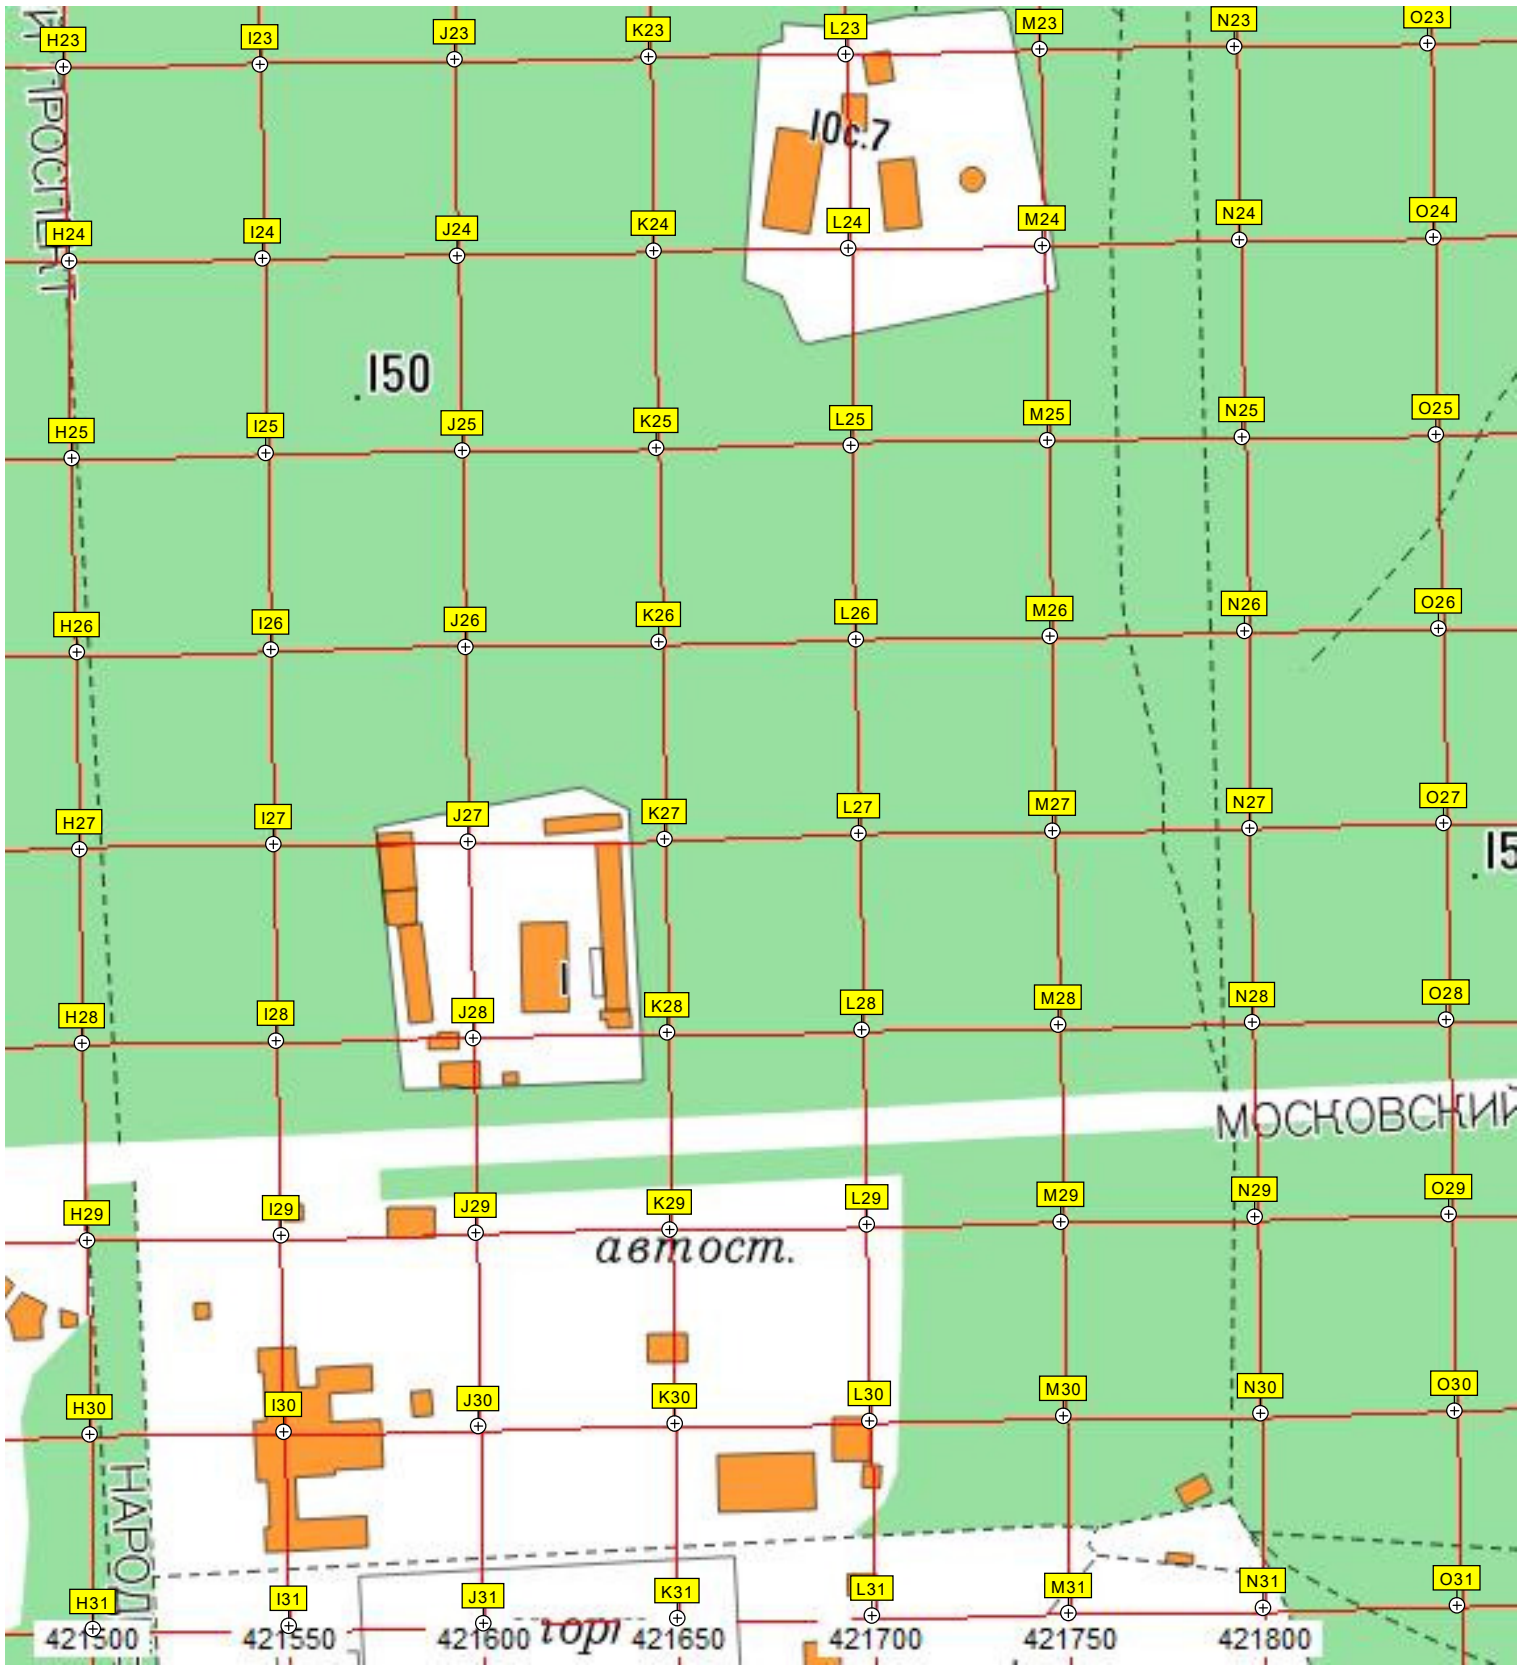 H23 I23 J23 K23 L23 M23 N23 O23
ПРОСПЕКТ
10с.7
H24 I24 J24 K24 L24 M24 N24 O24
150
H25 I25 J25 K25 L25 M25 N25 O25
H26 I26 J26 K26 L26 M26 N26 O26
H27 I27 J27 K27 L27 M27 N27 O27
15
H28 I28 J28 K28 L28 M28 N28 O28
МОСКОВСКИЙ
H29 I29 J29 K29 L29 M29 N29 O29
автост.
H30 I30 J30 K30 L30 M30 N30 O30
НАРОД
H31 I31 J31 K31 L31 M31 N31 O31
421500 421550 421600 421650 421700 421750 421800